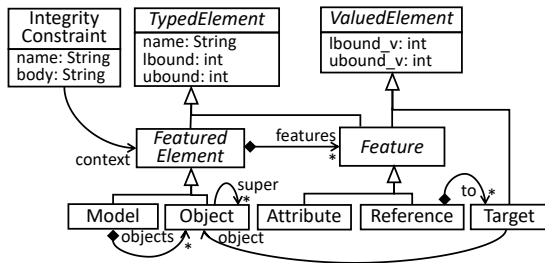 Integrity
Constraint
name: String
body: String
TypedElement
name: String
lbound: int
ubound: int
ValuedElement
lbound_v: int
ubound_v: int
context
Featured
Element
features
*
Feature
super
*
to
*
Model
Object
Attribute
Reference
Target
objects
*
object